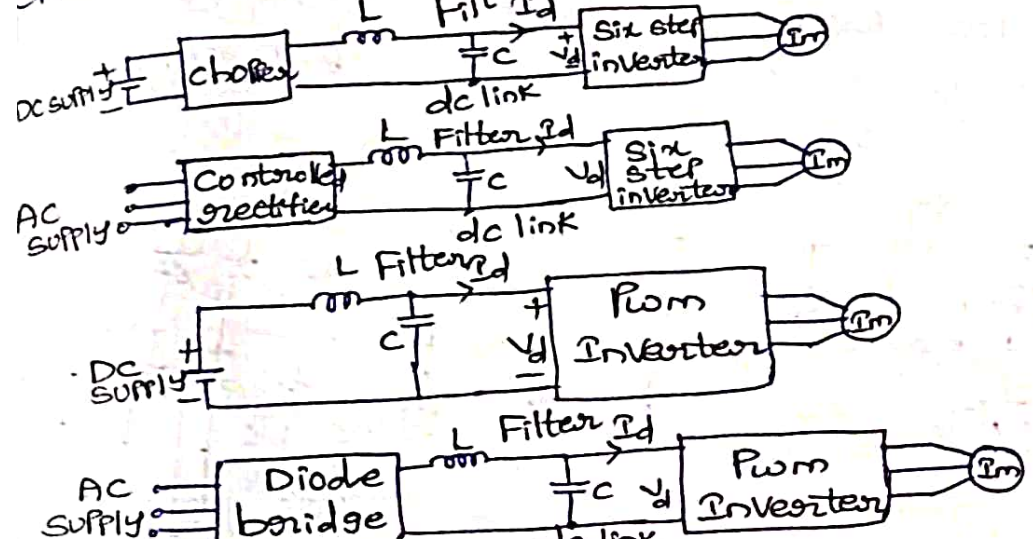 L Filt Id
DC SUPPLY + − chopper C + Vd − Six step inverter Im
dc link
L Filter Id
AC SUPPLY Controlled rectifier C Vd Six step inverter Im
dc link
L Filter Id
DC SUPPLY + − C + Vd − Pwm Inverter Im
L Filter Id
AC SUPPLY Diode bridge C Vd Pwm Inverter Im
link